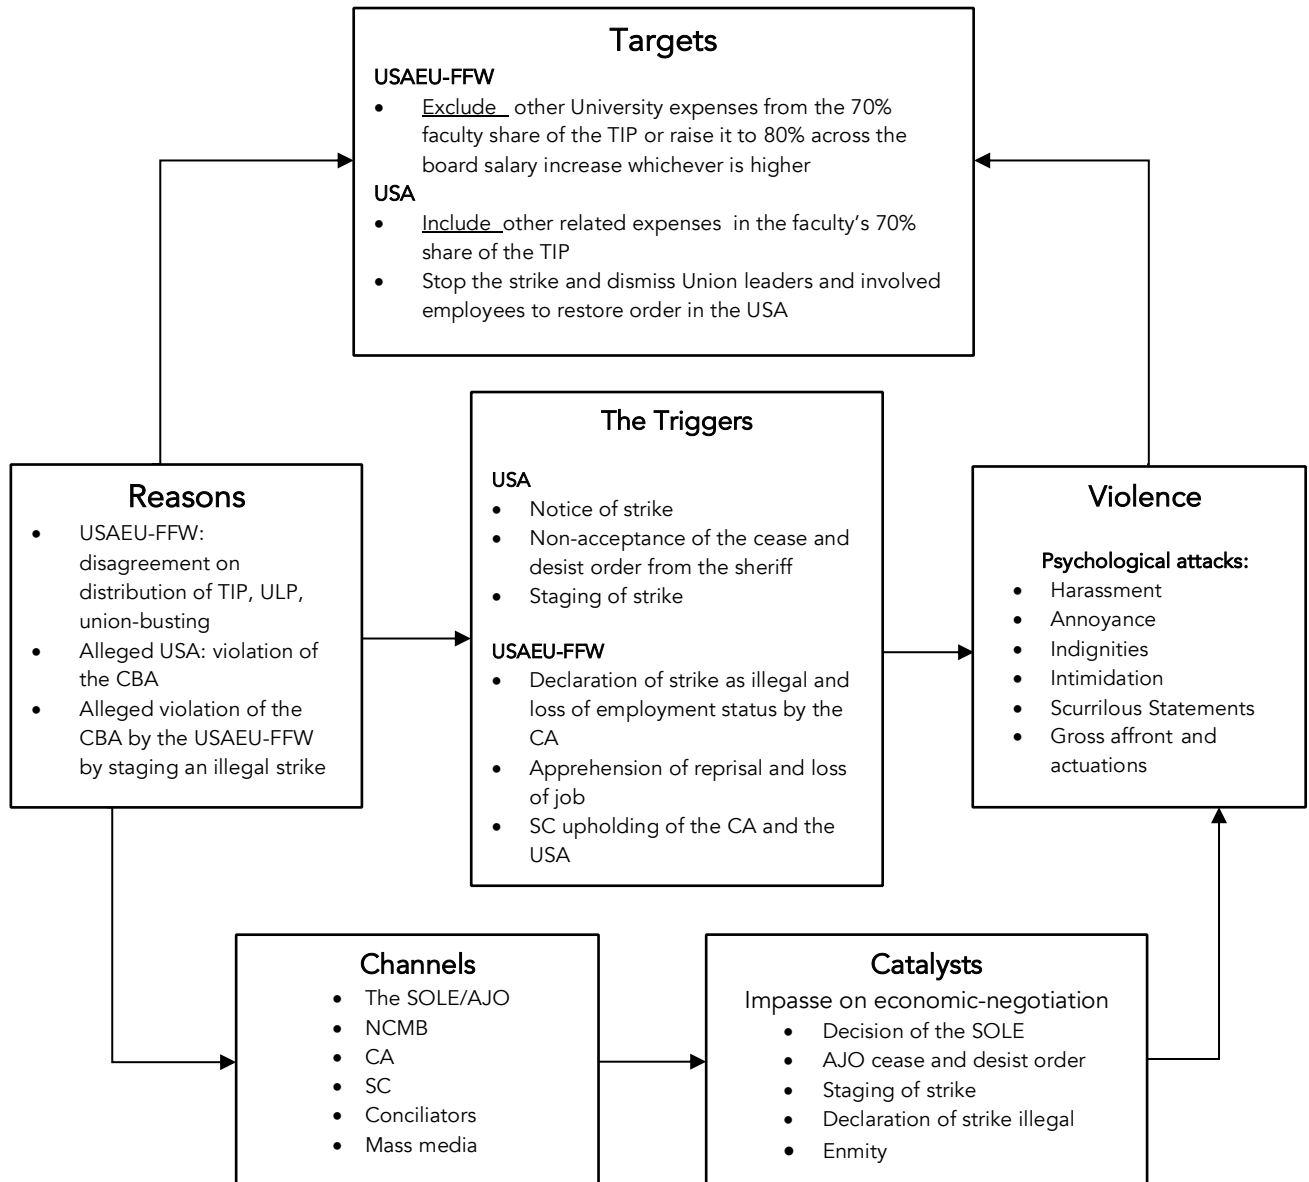 Targets
USAEU-FFW
• Exclude other University expenses from the 70%
faculty share of the TIP or raise it to 80% across the
board salary increase whichever is higher
USA
• Include other related expenses in the faculty's 70%
share of the TIP
• Stop the strike and dismiss Union leaders and involved
employees to restore order in the USA
Reasons
• USAEU-FFW:
disagreement on
distribution of TIP, ULP,
union-busting
• Alleged USA: violation of
the CBA
• Alleged violation of the
CBA by the USAEU-FFW
by staging an illegal strike
The Triggers
USA
• Notice of strike
• Non-acceptance of the cease and
desist order from the sheriff
• Staging of strike
USAEU-FFW
• Declaration of strike as illegal and
loss of employment status by the
CA
• Apprehension of reprisal and loss
of job
• SC upholding of the CA and the
USA
Violence
Psychological attacks:
• Harassment
• Annoyance
• Indignities
• Intimidation
• Scurrilous Statements
• Gross affront and
actuations
Channels
• The SOLE/AJO
• NCMB
• CA
• SC
• Conciliators
• Mass media
Catalysts
Impasse on economic-negotiation
• Decision of the SOLE
• AJO cease and desist order
• Staging of strike
• Declaration of strike illegal
• Enmity